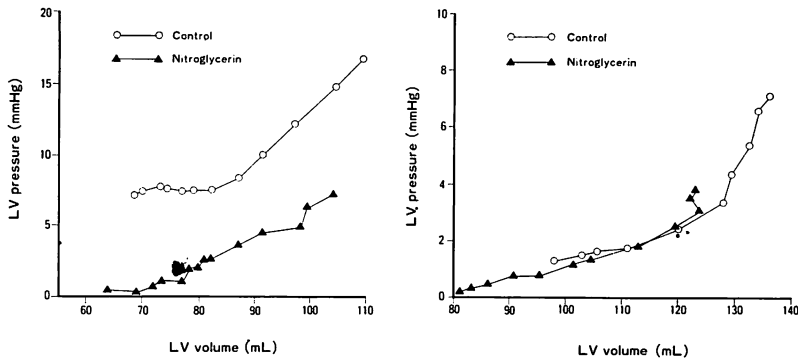 LV pressure (mmHg)
20
15
10
5
0
Control
Nitroglycerin
60 70 80 90 100 110
LV volume (mL)
LV pressure (mmHg)
10
8
6
4
2
0
Control
Nitroglycerin
80 90 100 110 120 130 140
LV volume (mL)